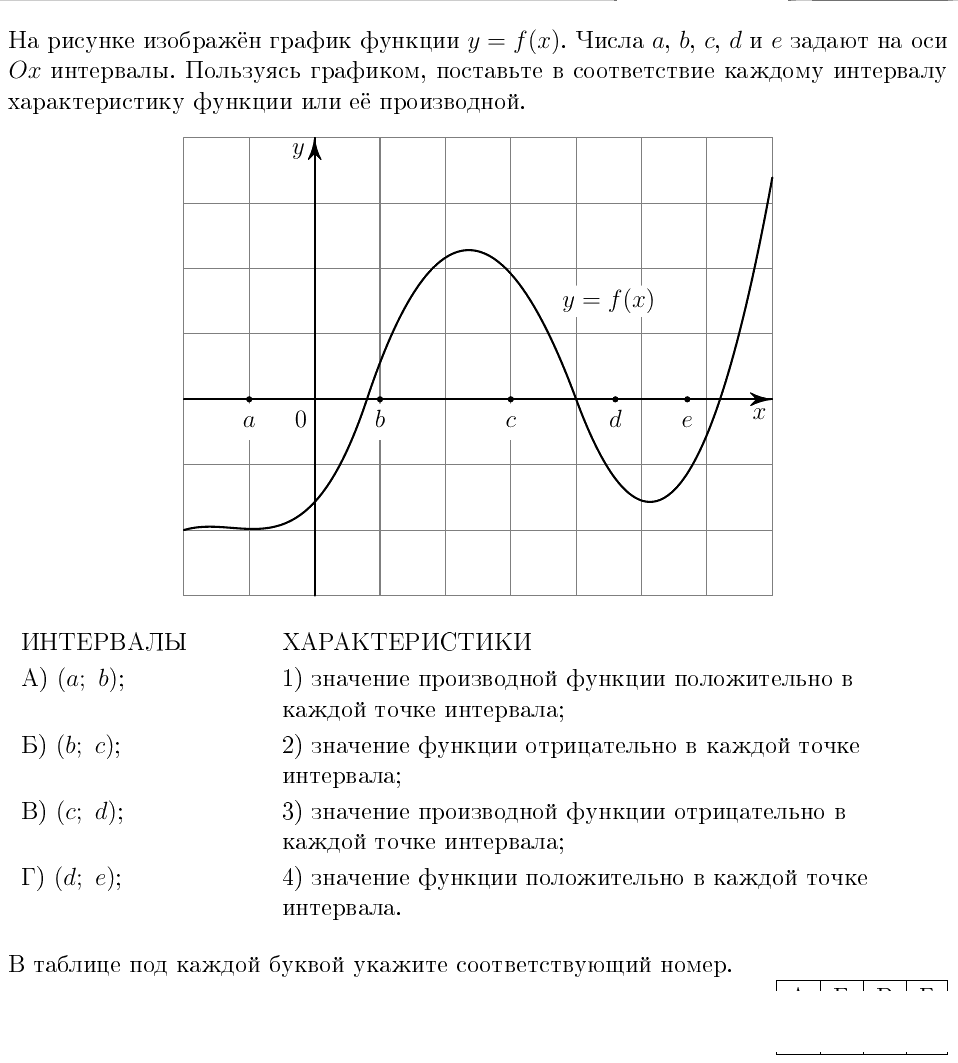 На рисунке изображён график функции y = f(x). Числа a, b, c, d и e задают на оси
Ox интервалы. Пользуясь графиком, поставьте в соответствие каждому интервалу
характеристику функции или её производной.
y
y = f(x)
a 0 b c d e x
ИНТЕРВАЛЫ ХАРАКТЕРИСТИКИ
А) (a; b); 1) значение производной функции положительно в
каждой точке интервала;
Б) (b; c); 2) значение функции отрицательно в каждой точке
интервала;
В) (c; d); 3) значение производной функции отрицательно в
каждой точке интервала;
Г) (d; e); 4) значение функции положительно в каждой точке
интервала.
В таблице под каждой буквой укажите соответствующий номер.